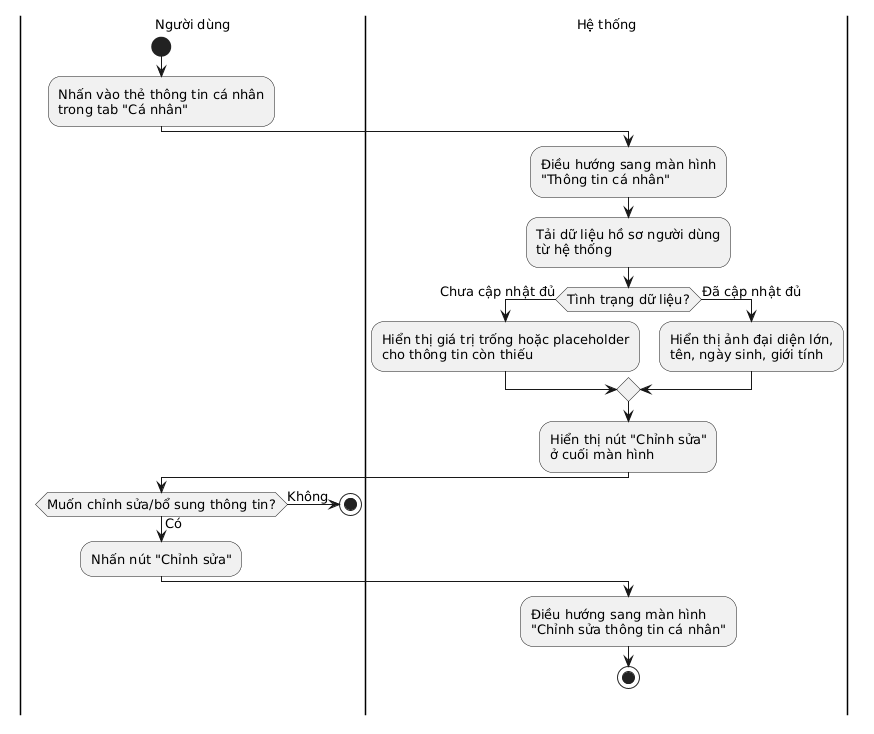 Người dùng
Hệ thống
Nhấn vào thẻ thông tin cá nhân
trong tab "Cá nhân"
Điều hướng sang màn hình
"Thông tin cá nhân"
Tải dữ liệu hồ sơ người dùng
từ hệ thống
Chưa cập nhật đủ
Tình trạng dữ liệu?
Đã cập nhật đủ
Hiển thị giá trị trống hoặc placeholder
cho thông tin còn thiếu
Hiển thị ảnh đại diện lớn,
tên, ngày sinh, giới tính
Hiển thị nút "Chỉnh sửa"
ở cuối màn hình
Muốn chỉnh sửa/bổ sung thông tin?
Không
Có
Nhấn nút "Chỉnh sửa"
Điều hướng sang màn hình
"Chỉnh sửa thông tin cá nhân"